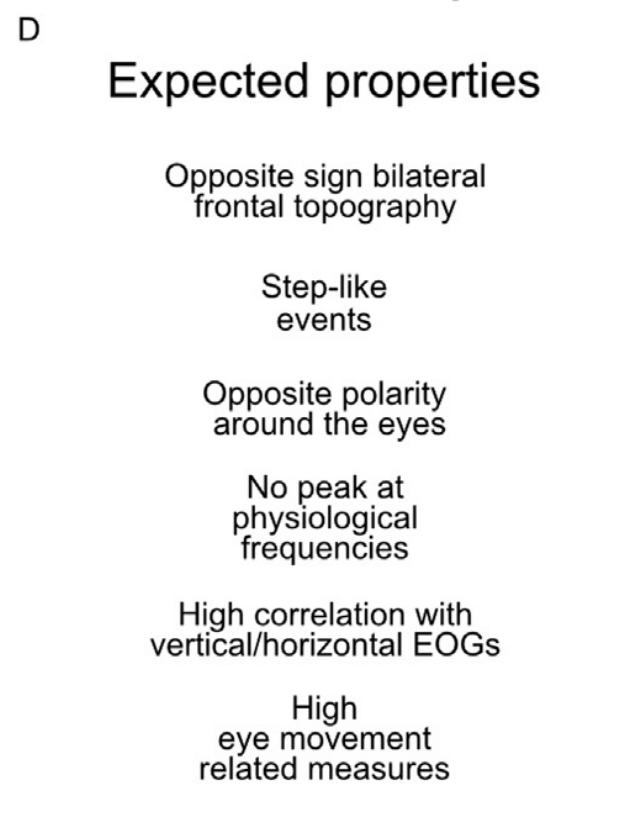 D
Expected properties
Opposite sign bilateral
frontal topography
Step-like
events
Opposite polarity
around the eyes
No peak at
physiological
frequencies
High correlation with
vertical/horizontal EOGs
High
eye movement
related measures